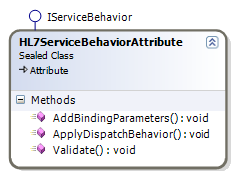 IServiceBehavior
HL7ServiceBehaviorAttribute
Sealed Class
Attribute
Methods
AddBindingParameters() : void
ApplyDispatchBehavior() : void
Validate() : void